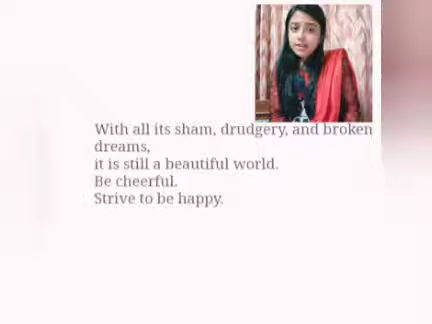 With all its sham, drudgery, and broken
dreams,
it is still a beautiful world.
Be cheerful.
Strive to be happy.